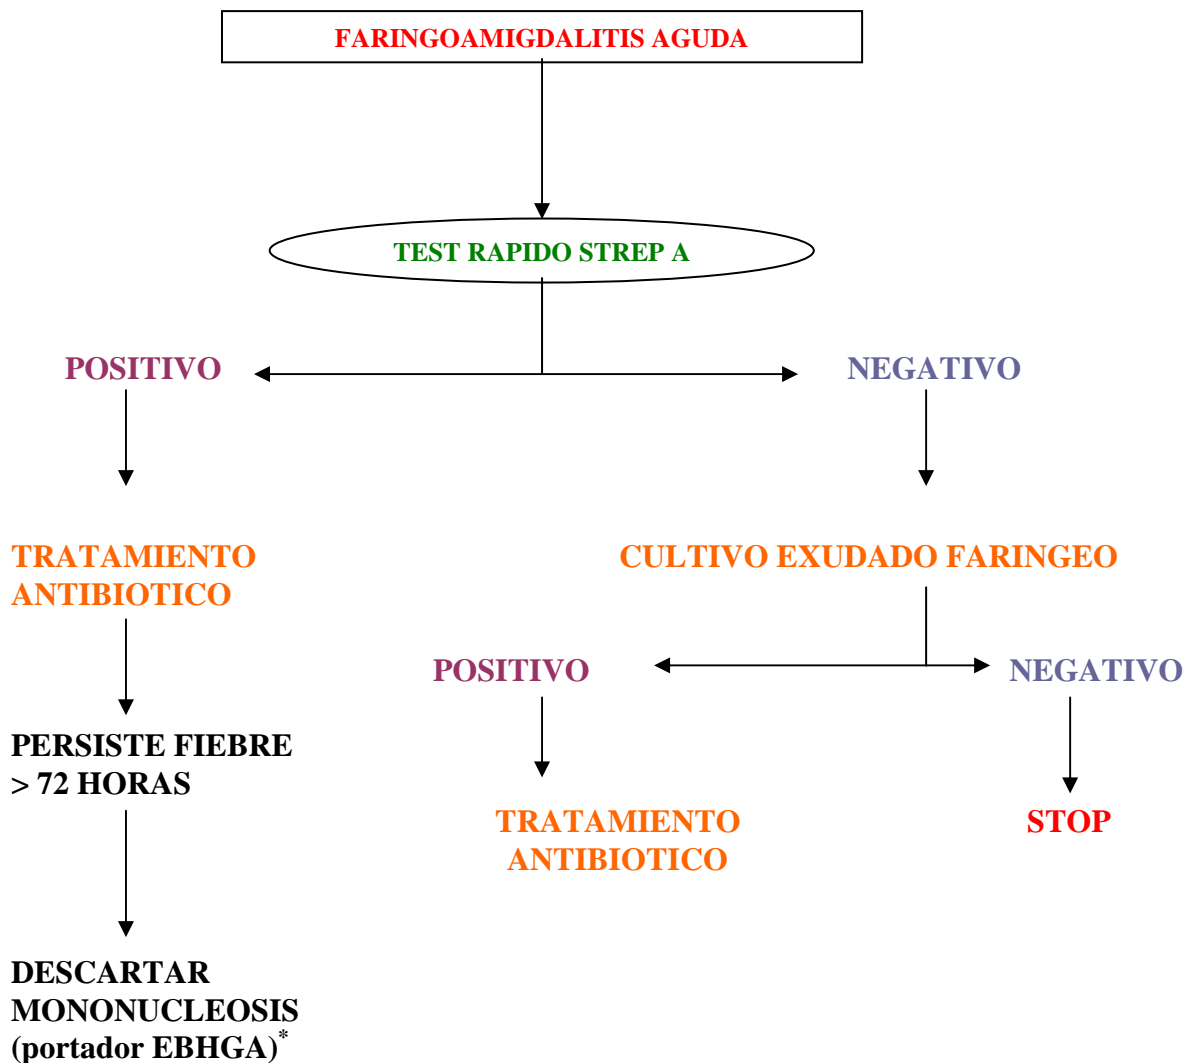 FARINGOAMIGDALITIS AGUDA
TEST RAPIDO STREP A
POSITIVO
NEGATIVO
TRATAMIENTO
ANTIBIOTICO
CULTIVO EXUDADO FARINGEO
POSITIVO
NEGATIVO
PERSISTE FIEBRE
> 72 HORAS
TRATAMIENTO
ANTIBIOTICO
STOP
DESCARTAR
MONONUCLEOSIS
(portador EBHGA)*